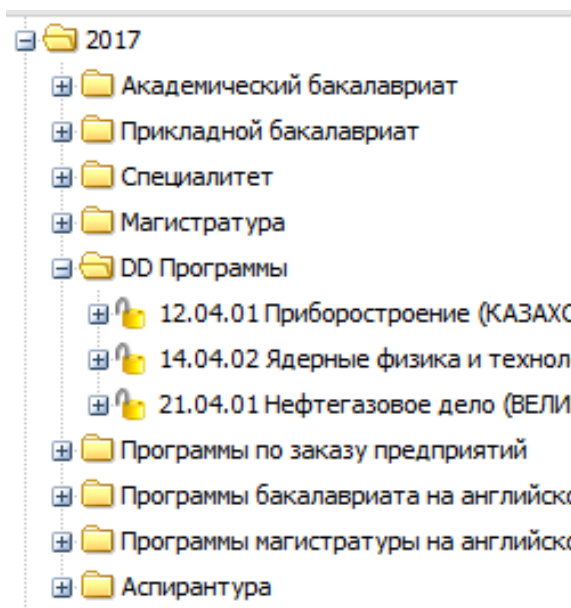 2017
Академический бакалавриат
Прикладной бакалавриат
Специалитет
Магистратура
DD Программы
12.04.01 Приборостроение (КАЗАХС
14.04.02 Ядерные физика и технол
21.04.01 Нефтегазовое дело (ВЕЛИ
Программы по заказу предприятий
Программы бакалавриата на английско
Программы магистратуры на английско
Аспирантура